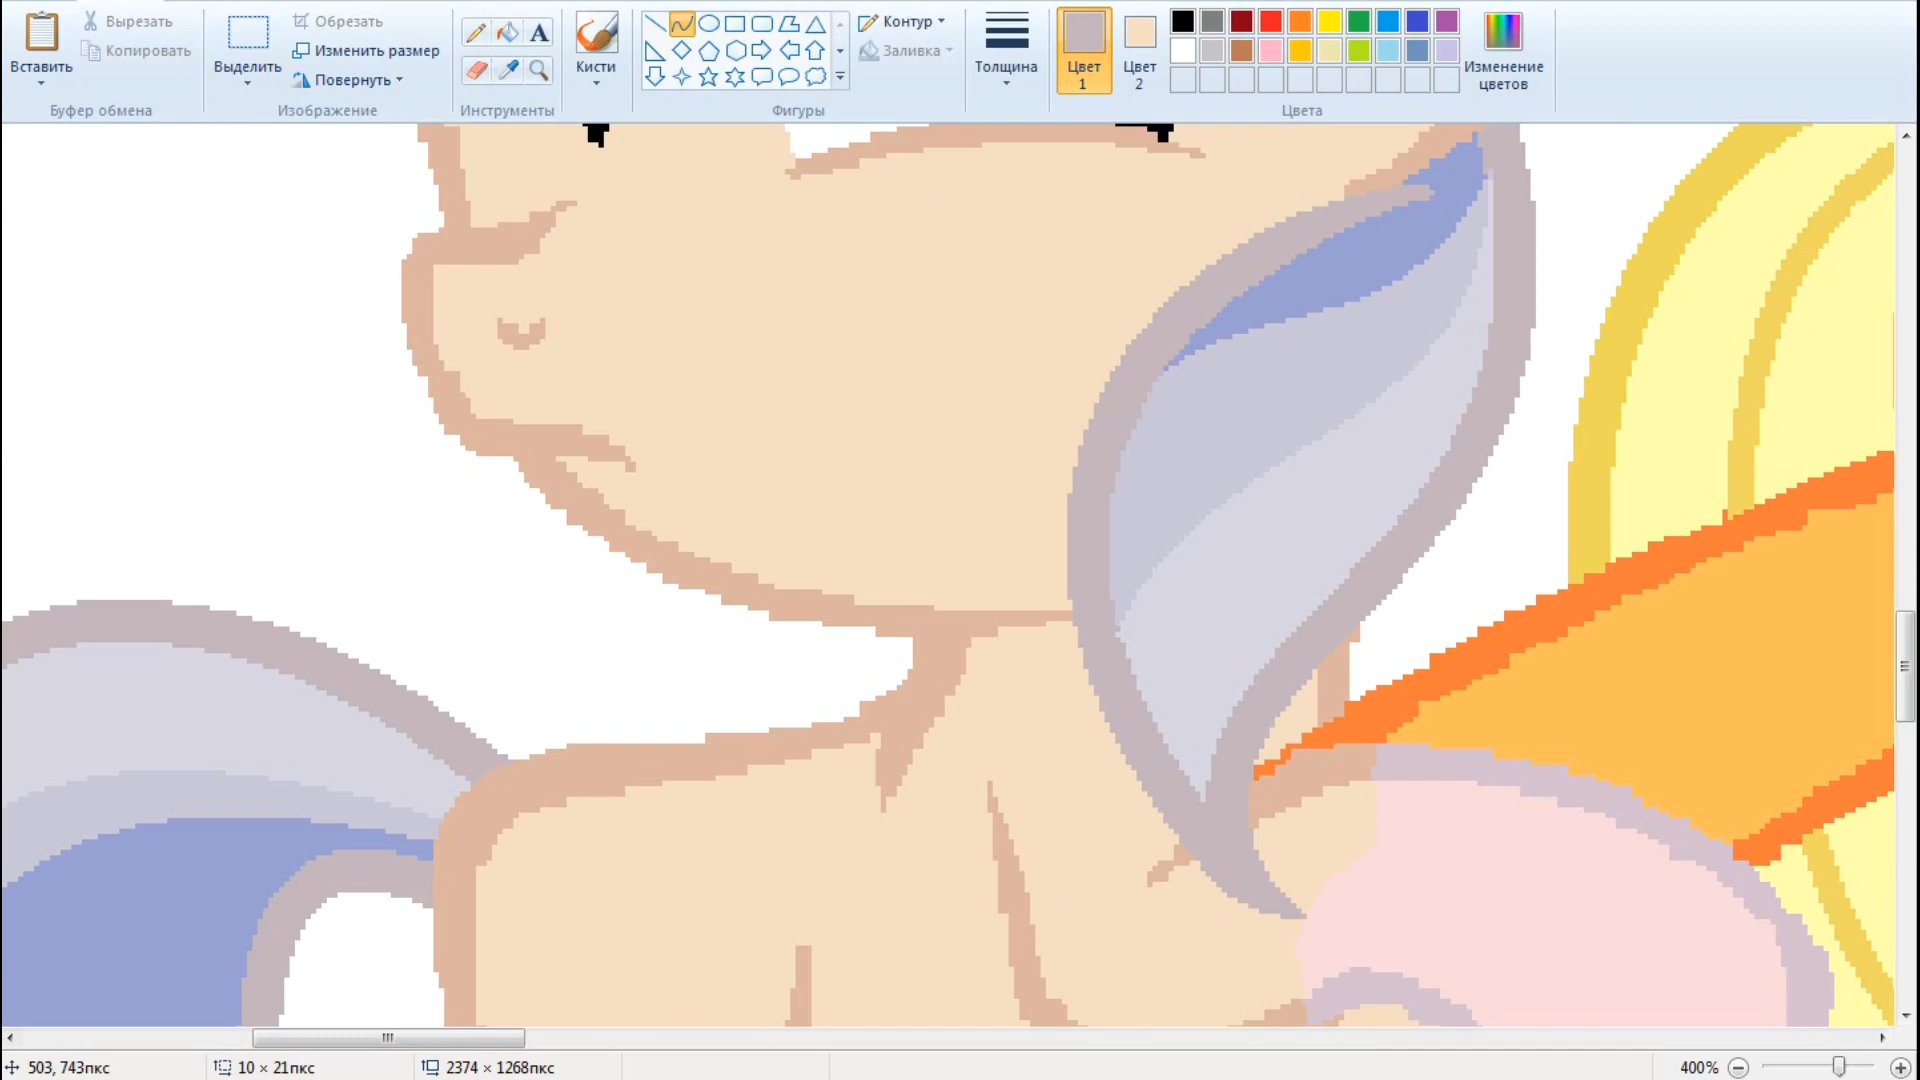 Вставить
Вырезать
Копировать
Буфер обмена
Выделить
Обрезать
Изменить размер
Повернуть
Изображение
A
Инструменты
Кисти
Контур
Заливка
Фигуры
Толщина
Цвет
1
Цвет
2
Изменение
цветов
Цвета
503, 743пкс
10 × 21пкс
2374 × 1268пкс
400%